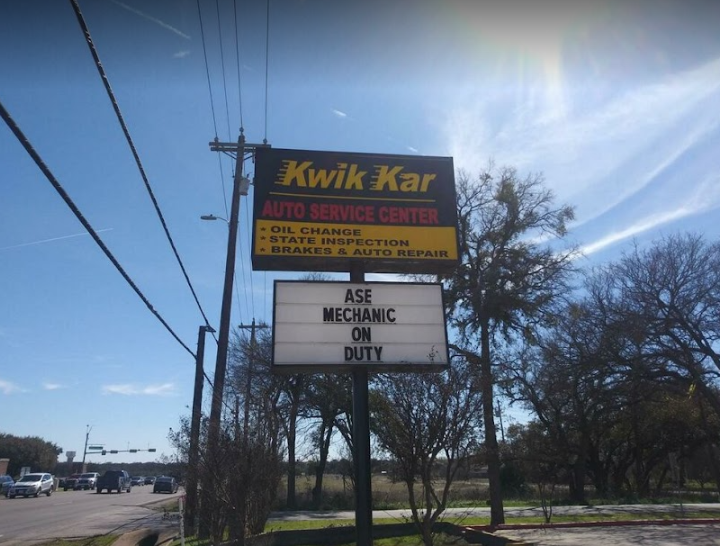 Kwik Kar
AUTO SERVICE CENTER
* OIL CHANGE
* STATE INSPECTION
* BRAKES & AUTO REPAIR
ASE
MECHANIC
ON
DUTY